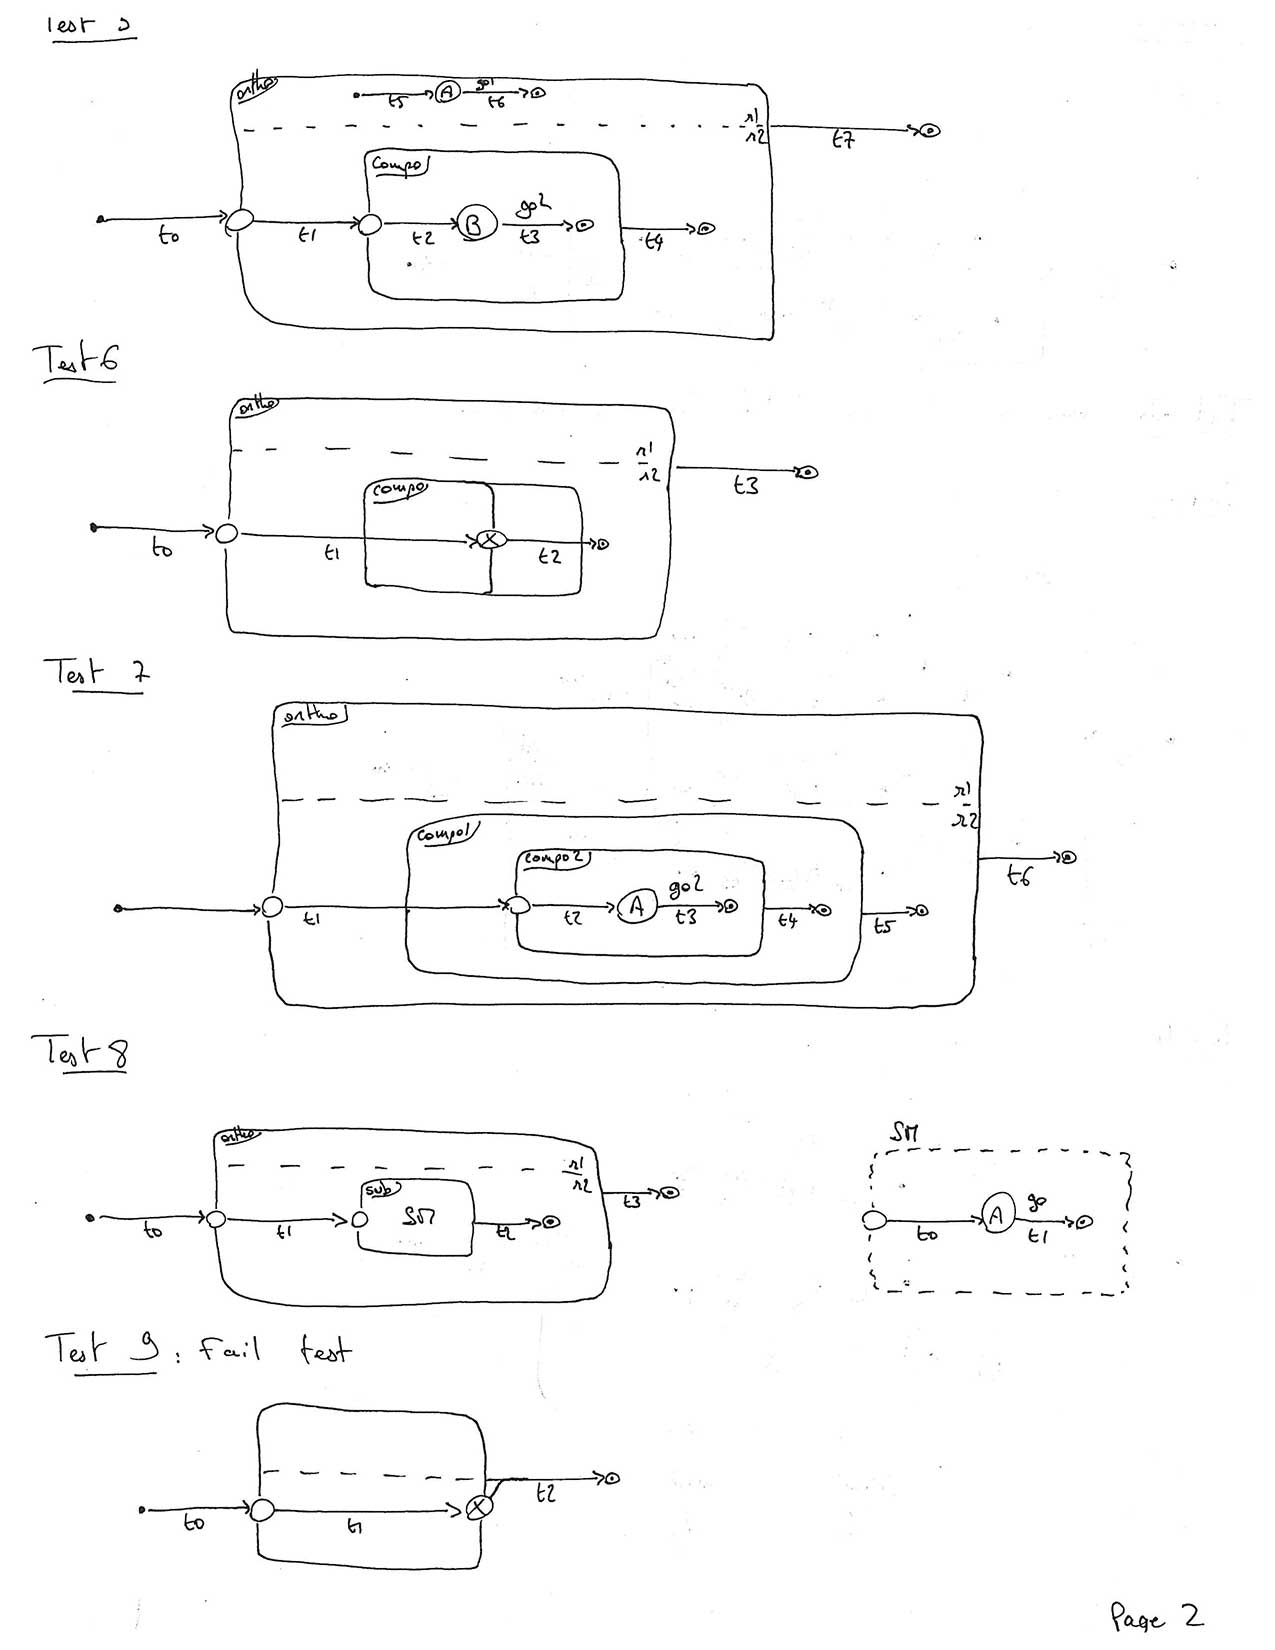 Test 5
ortho
t5 A go1 t6
r1
r2
t7
compo
t0 t1 t2 B go2 t3 t4
Test 6
ortho
r1
r2
t3
compo
t0 t1 t2
Test 7
ortho
r1
r2
compo1
compo2
t1 t2 A go2 t3 t4 t5 t6
Test 8
ortho
r1
r2
sub
SM
t0 t1 t2 t3
SM
t0 A go t1
Test 9 : Fail test
t0 t1 t2
Page 2